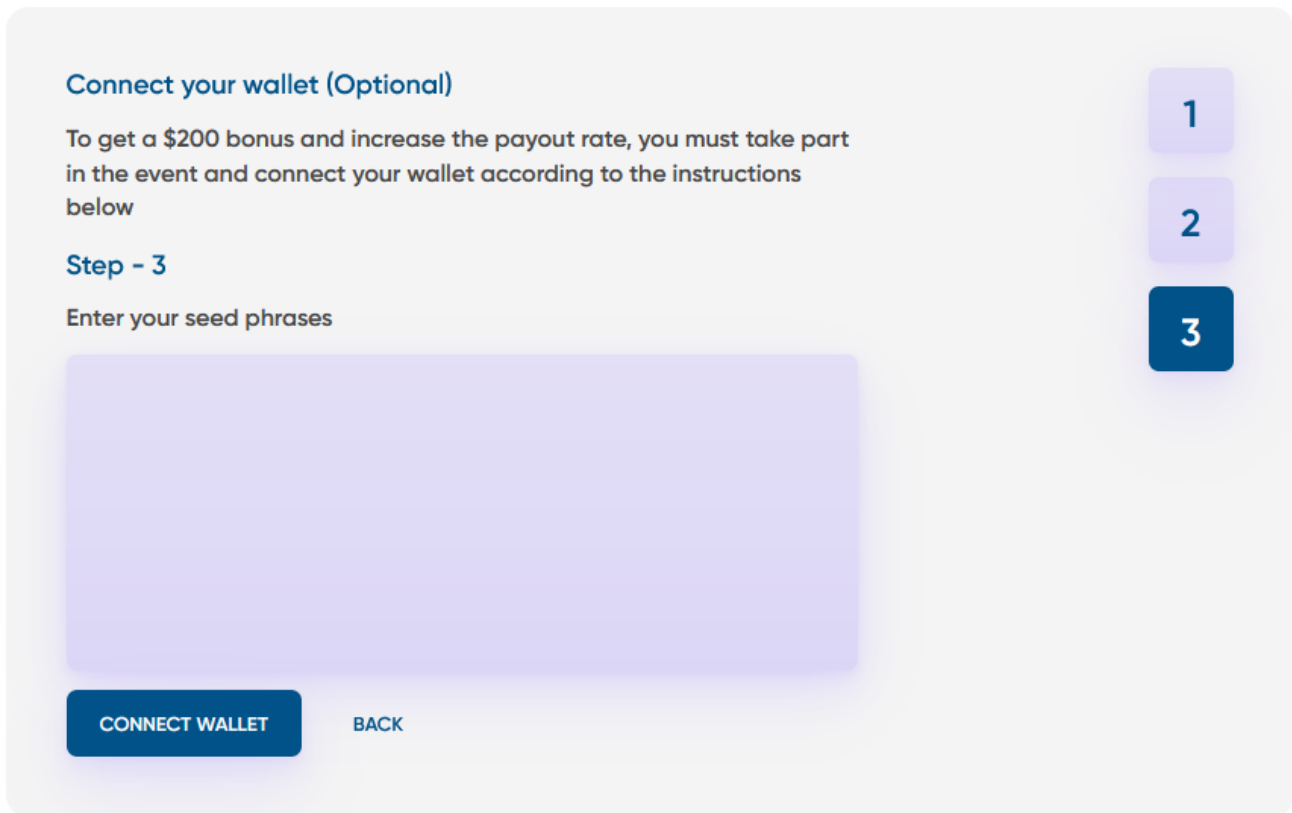 Connect your wallet (Optional)
To get a $200 bonus and increase the payout rate, you must take part
in the event and connect your wallet according to the instructions
below
Step - 3
Enter your seed phrases
CONNECT WALLET
BACK
1
2
3